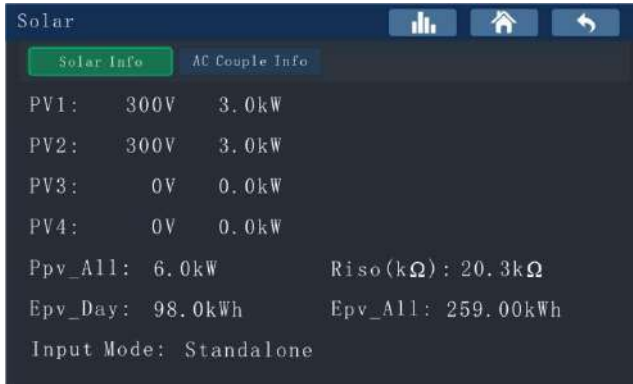 Solar
Solar Info AC Couple Info
PV1: 300V 3.0kW
PV2: 300V 3.0kW
PV3: 0V 0.0kW
PV4: 0V 0.0kW
Ppv_All: 6.0kW Riso(kΩ): 20.3kΩ
Epv_Day: 98.0kWh Epv_All: 259.00kWh
Input Mode: Standalone